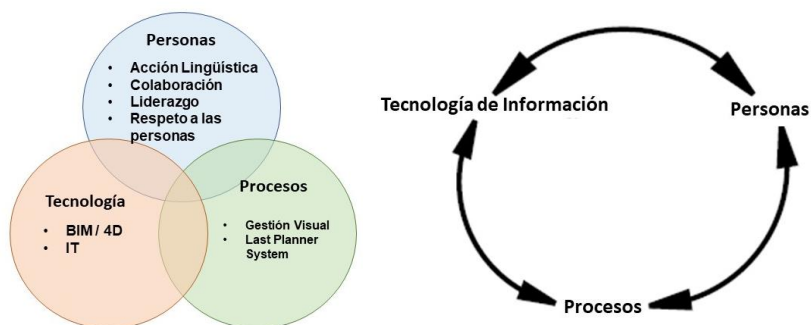 Personas
• Acción Lingüística
• Colaboración
• Liderazgo
• Respeto a las
personas
Tecnología
• BIM / 4D
• IT
Procesos
• Gestión Visual
• Last Planner
System
Tecnología de Información
Personas
Procesos